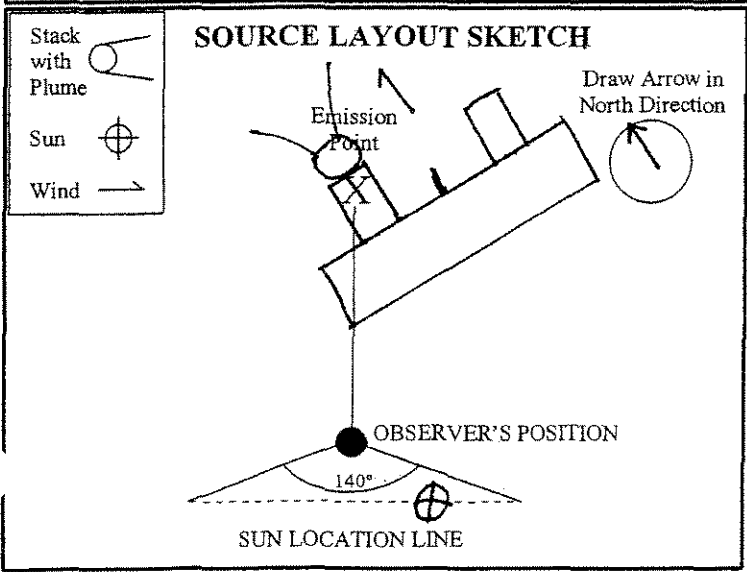 SOURCE LAYOUT SKETCH
Stack
with
Plume
Sun
Wind
Emission
Point
X
Draw Arrow in
North Direction
OBSERVER'S POSITION
140°
SUN LOCATION LINE